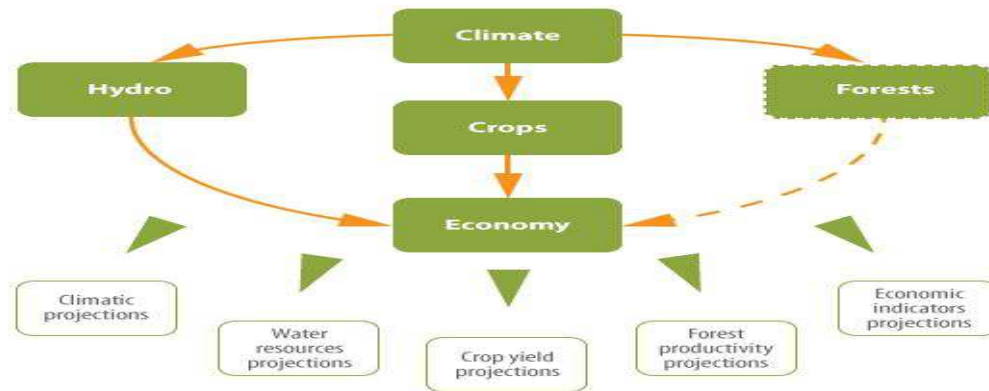 Climate
Hydro
Forests
Crops
Economy
Climatic
projections
Water
resources
projections
Crop yield
projections
Forest
productivity
projections
Economic
indicators
projections